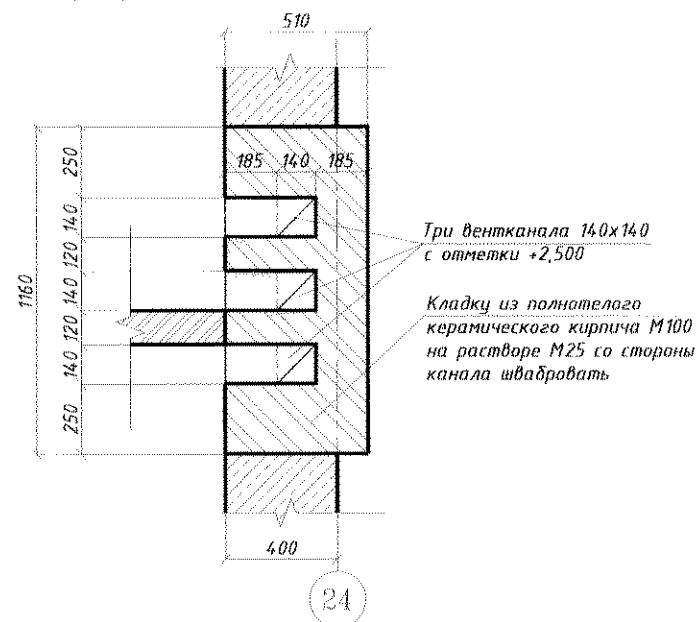 510
185 140 185
250
140
120
140
120
140
250
1160
Три вентканала 140х140
с отметки +2,500
Кладку из полнотелого
керамического кирпича М100
на растворе М25 со стороны
канала швабровать
400
24